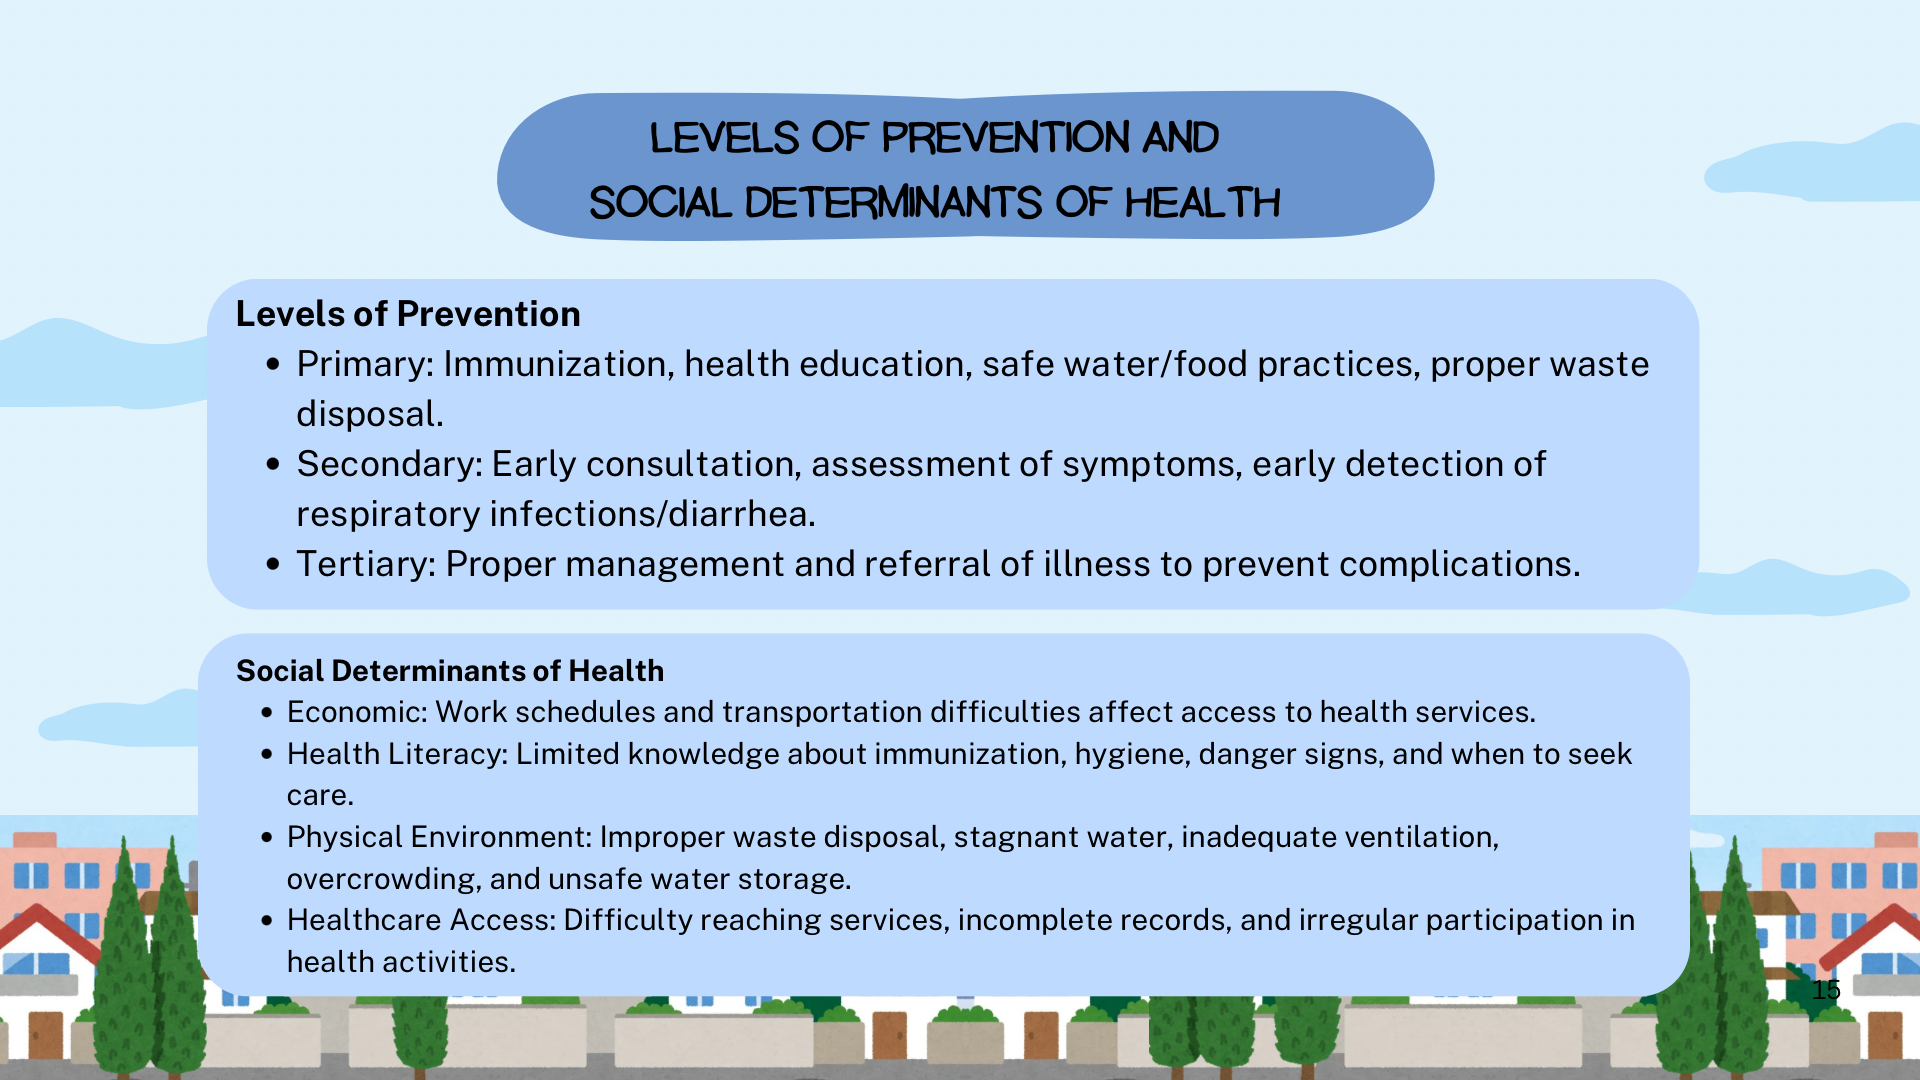 LEVELS OF PREVENTION AND
SOCIAL DETERMINANTS OF HEALTH
Levels of Prevention
• Primary: Immunization, health education, safe water/food practices, proper waste
disposal.
• Secondary: Early consultation, assessment of symptoms, early detection of
respiratory infections/diarrhea.
• Tertiary: Proper management and referral of illness to prevent complications.
Social Determinants of Health
• Economic: Work schedules and transportation difficulties affect access to health services.
• Health Literacy: Limited knowledge about immunization, hygiene, danger signs, and when to seek
care.
• Physical Environment: Improper waste disposal, stagnant water, inadequate ventilation,
overcrowding, and unsafe water storage.
• Healthcare Access: Difficulty reaching services, incomplete records, and irregular participation in
health activities.
15